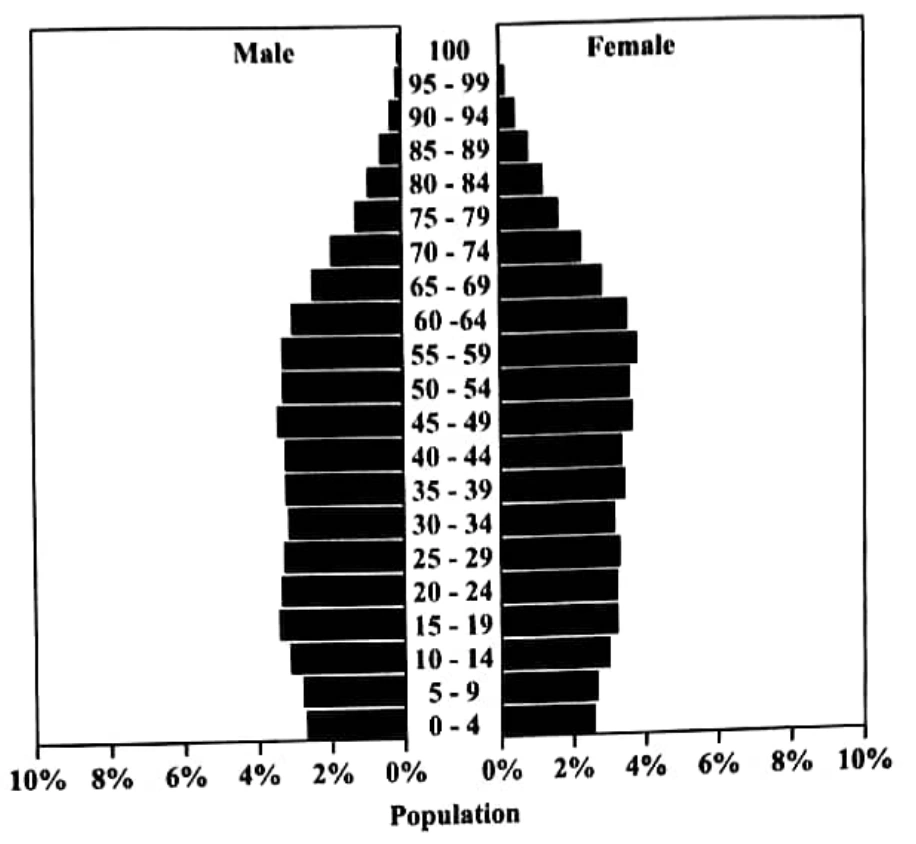 Male 100 Female
95 - 99
90 - 94
85 - 89
80 - 84
75 - 79
70 - 74
65 - 69
60 -64
55 - 59
50 - 54
45 - 49
40 - 44
35 - 39
30 - 34
25 - 29
20 - 24
15 - 19
10 - 14
5 - 9
0 - 4
10% 8% 6% 4% 2% 0% 0% 2% 4% 6% 8% 10%
Population